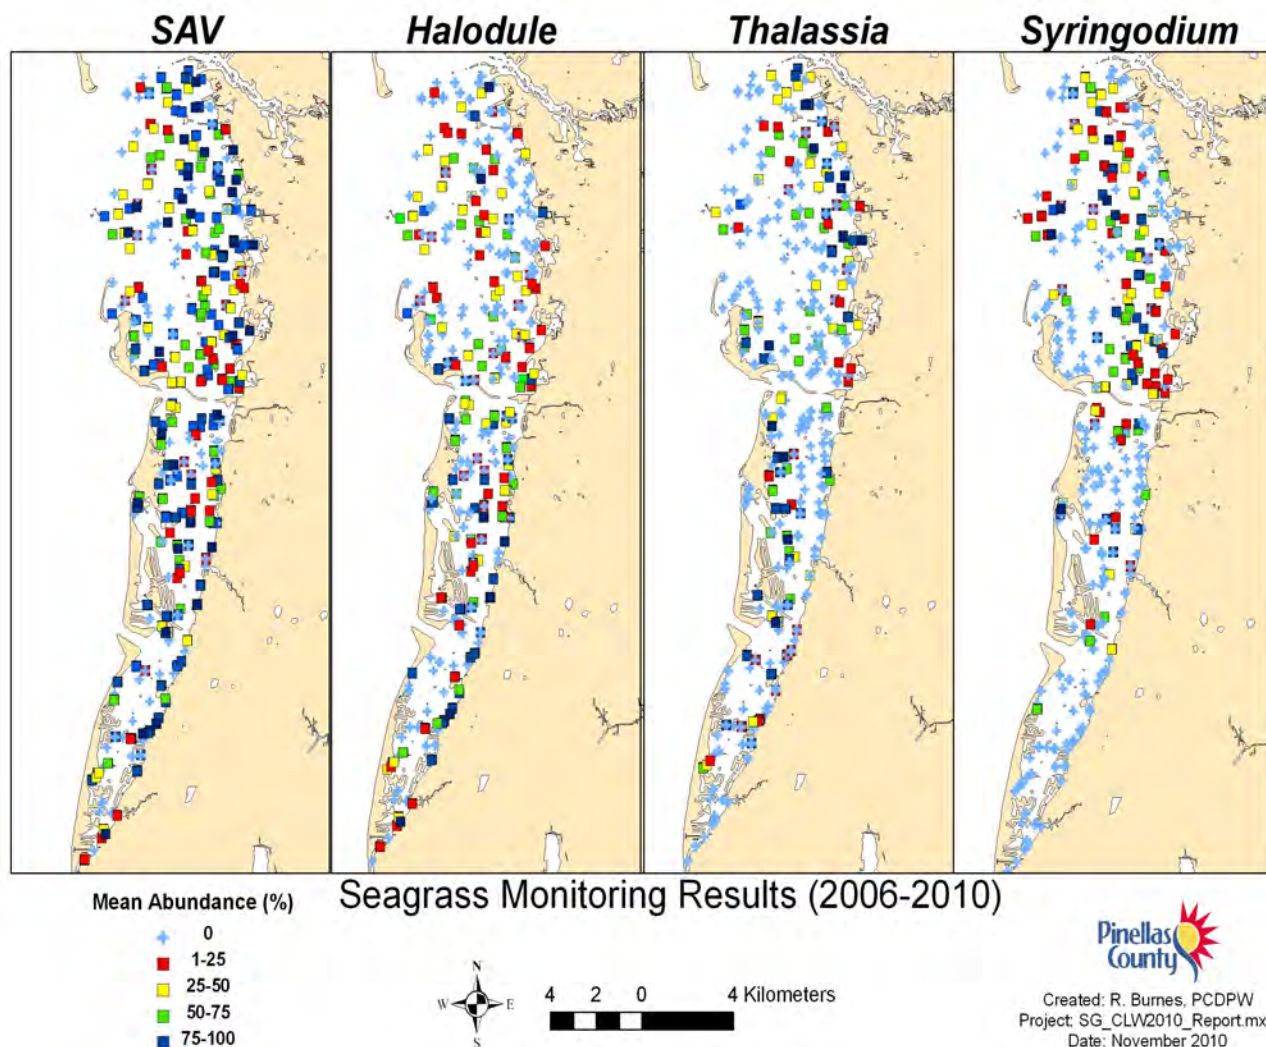 SAV
Halodule
Thalassia
Syringodium
Seagrass Monitoring Results (2006-2010)
Mean Abundance (%)
0
1-25
25-50
50-75
75-100
N
W E
S
4 2 0 4 Kilometers
Pinellas
County
Created: R. Burnes, PCDPW
Project: SG_CLW2010_Report.mx
Date: November 2010